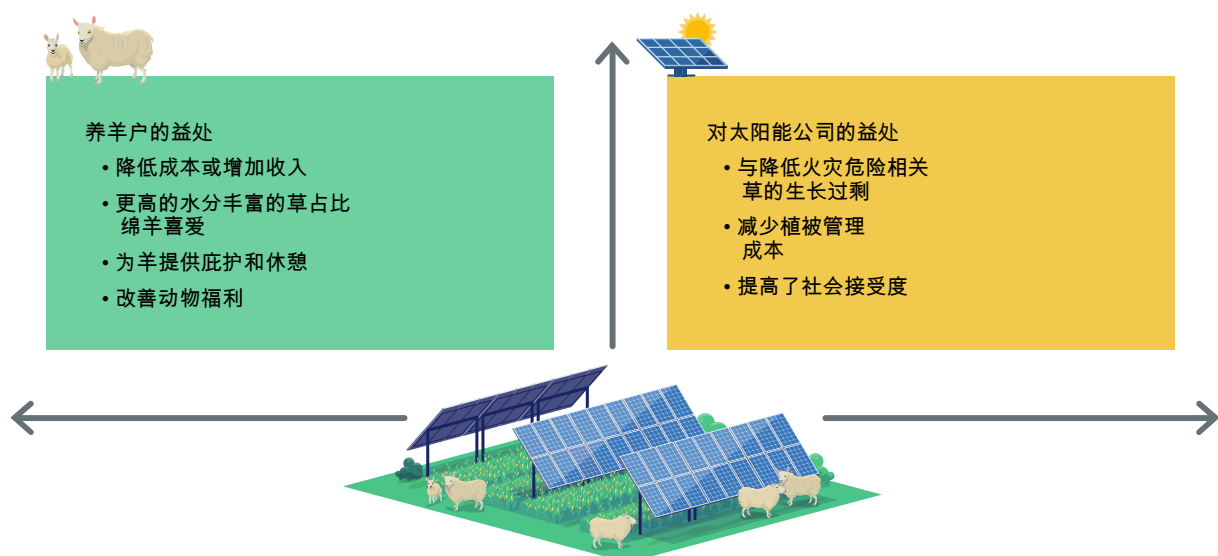 养羊户的益处
• 降低成本或增加收入
• 更高的水分丰富的草占比
绵羊喜爱
• 为羊提供庇护和休憩
• 改善动物福利
对太阳能公司的益处
• 与降低火灾危险相关
草的生长过剩
• 减少植被管理
成本
• 提高了社会接受度